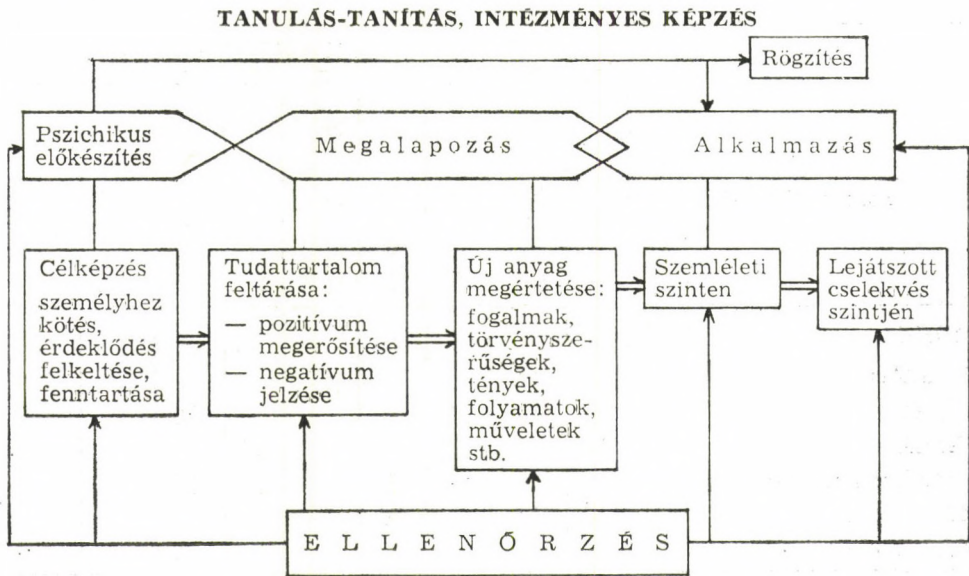 TANULÁS-TANÍTÁS, INTÉZMÉNYES KÉPZÉS
Rögzítés
Pszichikus
előkészítés
Megalapozás
Alkalmazás
Célképzés
személyhez
kötés,
érdeklődés
felkeltése,
fenntartása
Tudattartalom
feltárása:
— pozitívum
megerősítése
— negatívum
jelzése
Új anyag
megértetése:
fogalmak,
törvénysze-
rűségek,
tények,
folyamatok,
műveletek
stb.
Szemléleti
szinten
Lejátszott
cselekvés
szintjén
ELLENŐRZÉS